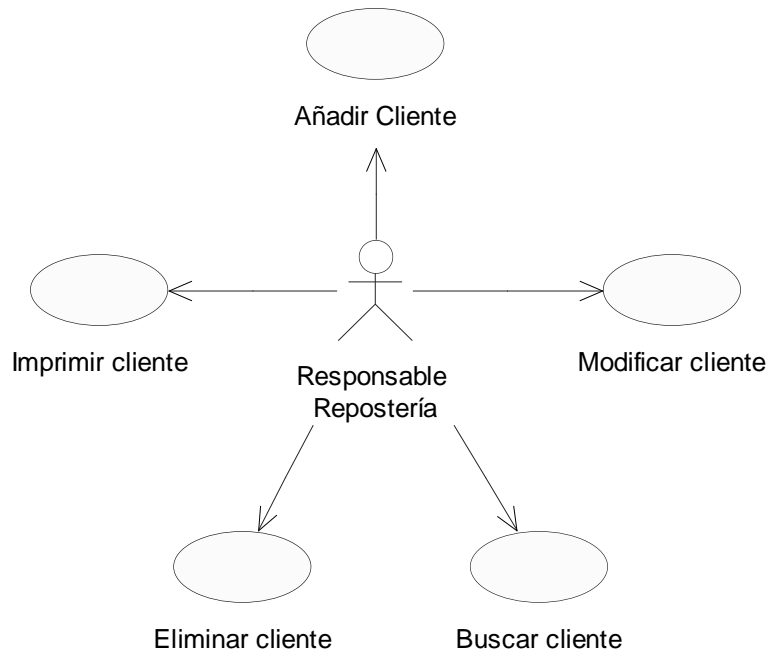 Añadir Cliente
Imprimir cliente
Modificar cliente
Responsable
Repostería
Eliminar cliente
Buscar cliente